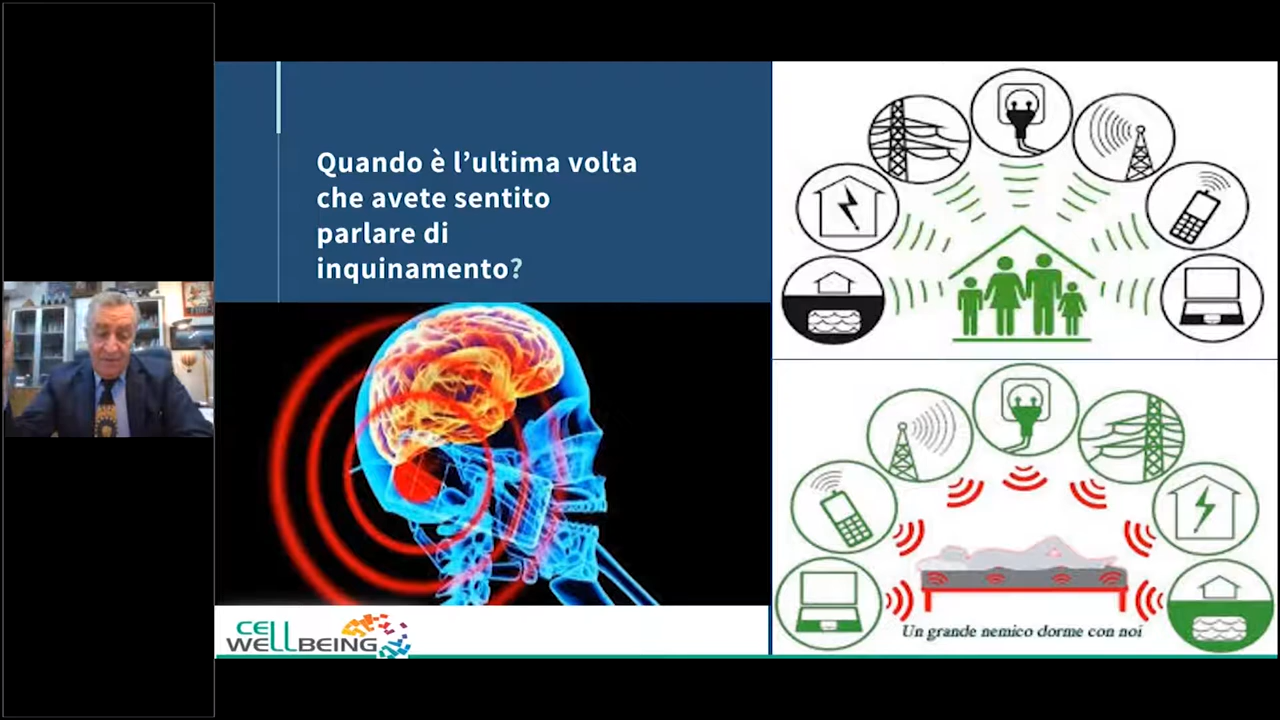 Quando è l'ultima volta
che avete sentito
parlare di
inquinamento?
CELL
WELLBEING
Un grande nemico dorme con noi